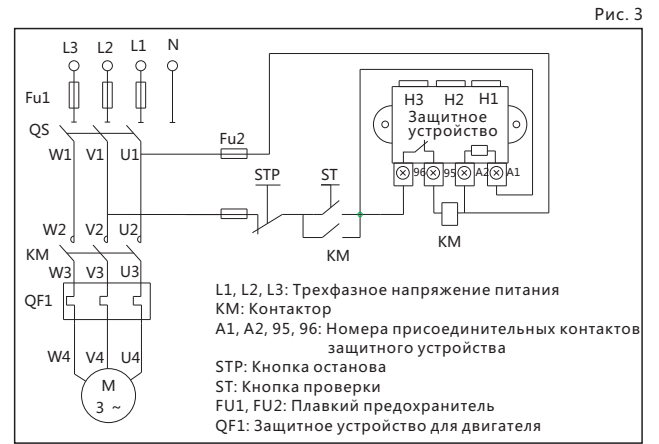 Рис. 3
L3 L2 L1 N
Fu1
H3 H2 H1
Защитное
устройство
QS
Fu2
W1 V1 U1
STP ST
96 95 A2 A1
W2 V2 U2
KM
KM
KM
W3 V3 U3
QF1
L1, L2, L3: Трехфазное напряжение питания
KM: Контактор
A1, A2, 95, 96: Номера присоединительных контактов
защитного устройства
W4 V4 U4
STP: Кнопка останова
M
3 ~
ST: Кнопка проверки
FU1, FU2: Плавкий предохранитель
QF1: Защитное устройство для двигателя